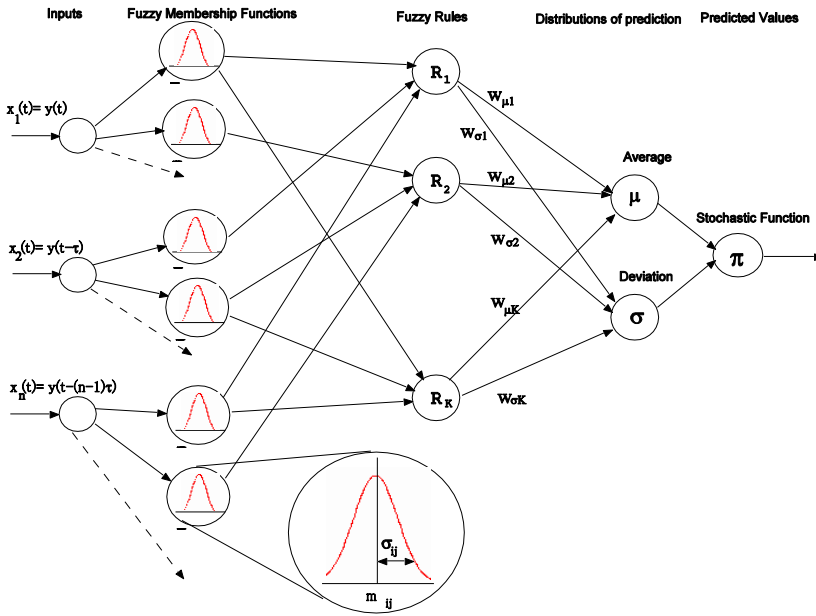 Inputs
Fuzzy Membership Functions
Fuzzy Rules
Distributions of prediction
Predicted Values
x1(t)= y(t)
x2(t)= y(t-τ)
xn(t)= y(t-(n-1)τ)
R1
R2
RK
Wμ1
Wσ1
Wμ2
Wσ2
WμK
WσK
Average
μ
Deviation
σ
Stochastic Function
π
σij
m ij